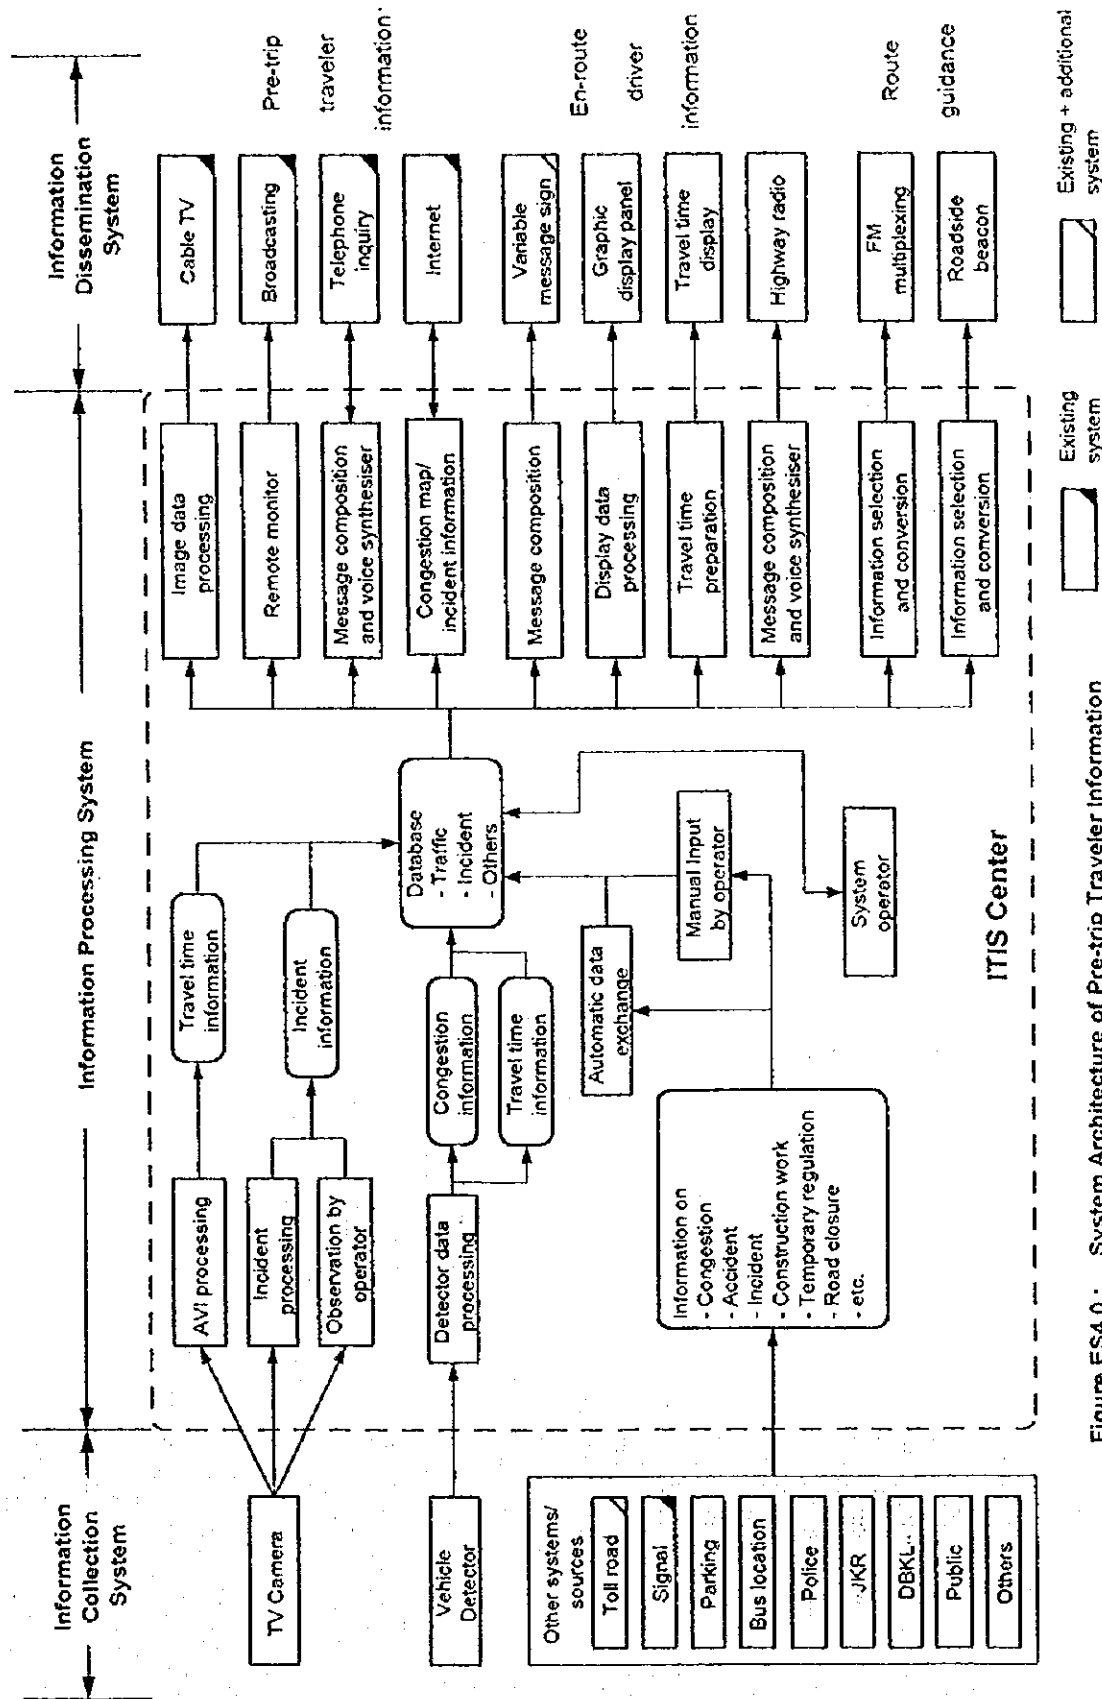 Information
Collection
System
Information Processing System
Information
Dissemination
System
TV Camera
Vehicle
Detector
Other systems/
sources
Toll road
Signal
Parking
Bus location
Police
JKR
DBKL
Public
Others
AVI processing
Incident
processing
Observation by
operator
Detector data
processing
Information on
- Congestion
- Accident
- Incident
- Construction work
- Temporary regulation
- Road closure
- etc.
Travel time
information
Incident
information
Congestion
information
Travel time
information
Automatic data
exchange
Manual Input
by operator
System
operator
Database
- Traffic
- Incident
- Others
ITIS Center
Image data
processing
Remote monitor
Message composition
and voice synthesiser
Congestion map/
incident information
Message composition
Display data
processing
Travel time
preparation
Message composition
and voice synthesiser
Information selection
and conversion
Information selection
and conversion
Cable TV
Broadcasting
Telephone
inquiry
Internet
Variable
message sign
Graphic
display panel
Travel time
display
Highway radio
FM
multiplexing
Roadside
beacon
Pre-trip
traveler
information
En-route
driver
information
Route
guidance
Existing
system
Existing + additional
system
Figure ES4.0 : System Architecture of Pre-trip Traveler Information